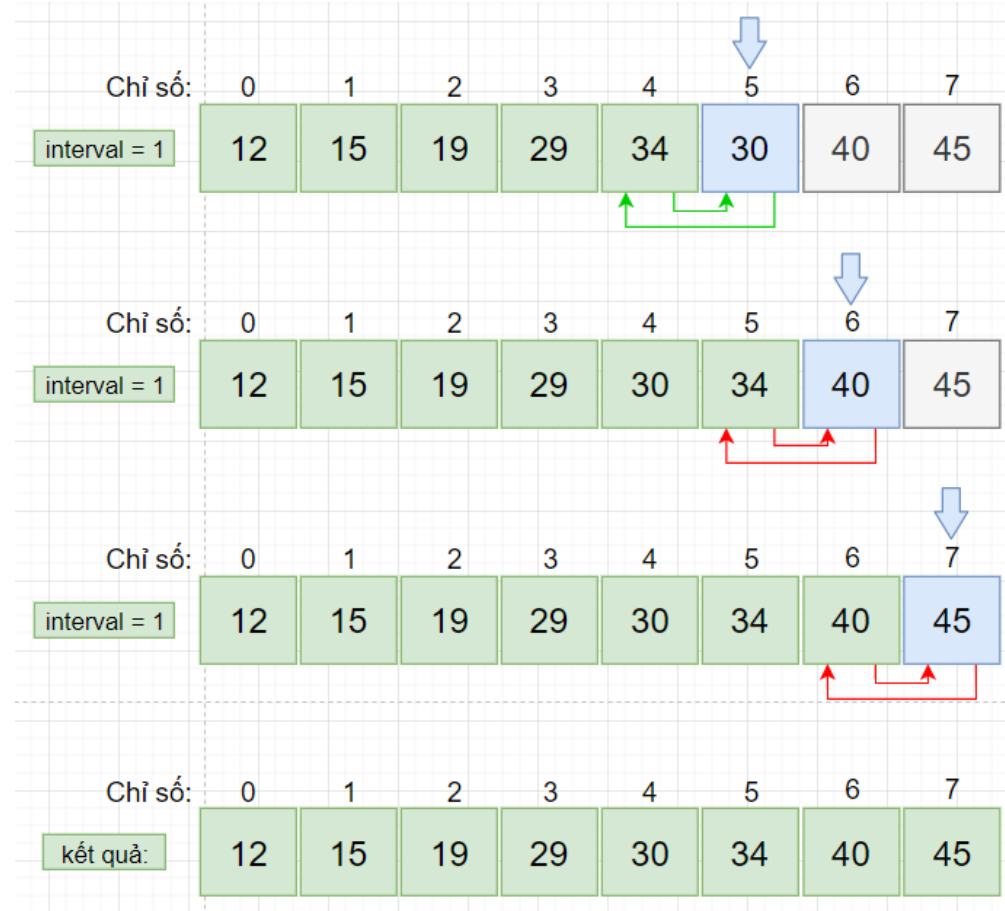 Chỉ số: 0 1 2 3 4 5 6 7
interval = 1 12 15 19 29 34 30 40 45
Chỉ số: 0 1 2 3 4 5 6 7
interval = 1 12 15 19 29 30 34 40 45
Chỉ số: 0 1 2 3 4 5 6 7
interval = 1 12 15 19 29 30 34 40 45
Chỉ số: 0 1 2 3 4 5 6 7
kết quả: 12 15 19 29 30 34 40 45